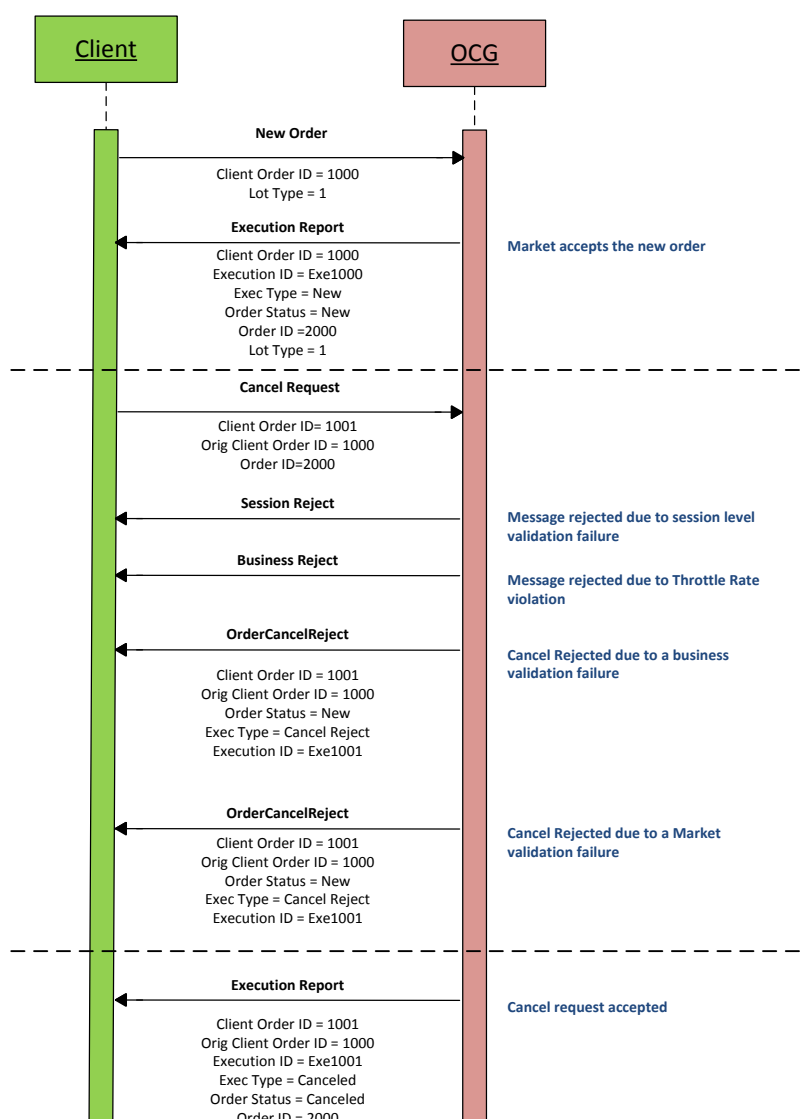 Client
OCG
New Order
Client Order ID = 1000
Lot Type = 1
Execution Report
Market accepts the new order
Client Order ID = 1000
Execution ID = Exe1000
Exec Type = New
Order Status = New
Order ID =2000
Lot Type = 1
Cancel Request
Client Order ID= 1001
Orig Client Order ID = 1000
Order ID=2000
Session Reject
Message rejected due to session level
validation failure
Business Reject
Message rejected due to Throttle Rate
violation
OrderCancelReject
Cancel Rejected due to a business
validation failure
Client Order ID = 1001
Orig Client Order ID = 1000
Order Status = New
Exec Type = Cancel Reject
Execution ID = Exe1001
OrderCancelReject
Cancel Rejected due to a Market
validation failure
Client Order ID = 1001
Orig Client Order ID = 1000
Order Status = New
Exec Type = Cancel Reject
Execution ID = Exe1001
Execution Report
Cancel request accepted
Client Order ID = 1001
Orig Client Order ID = 1000
Execution ID = Exe1001
Exec Type = Canceled
Order Status = Canceled
Order ID = 2000